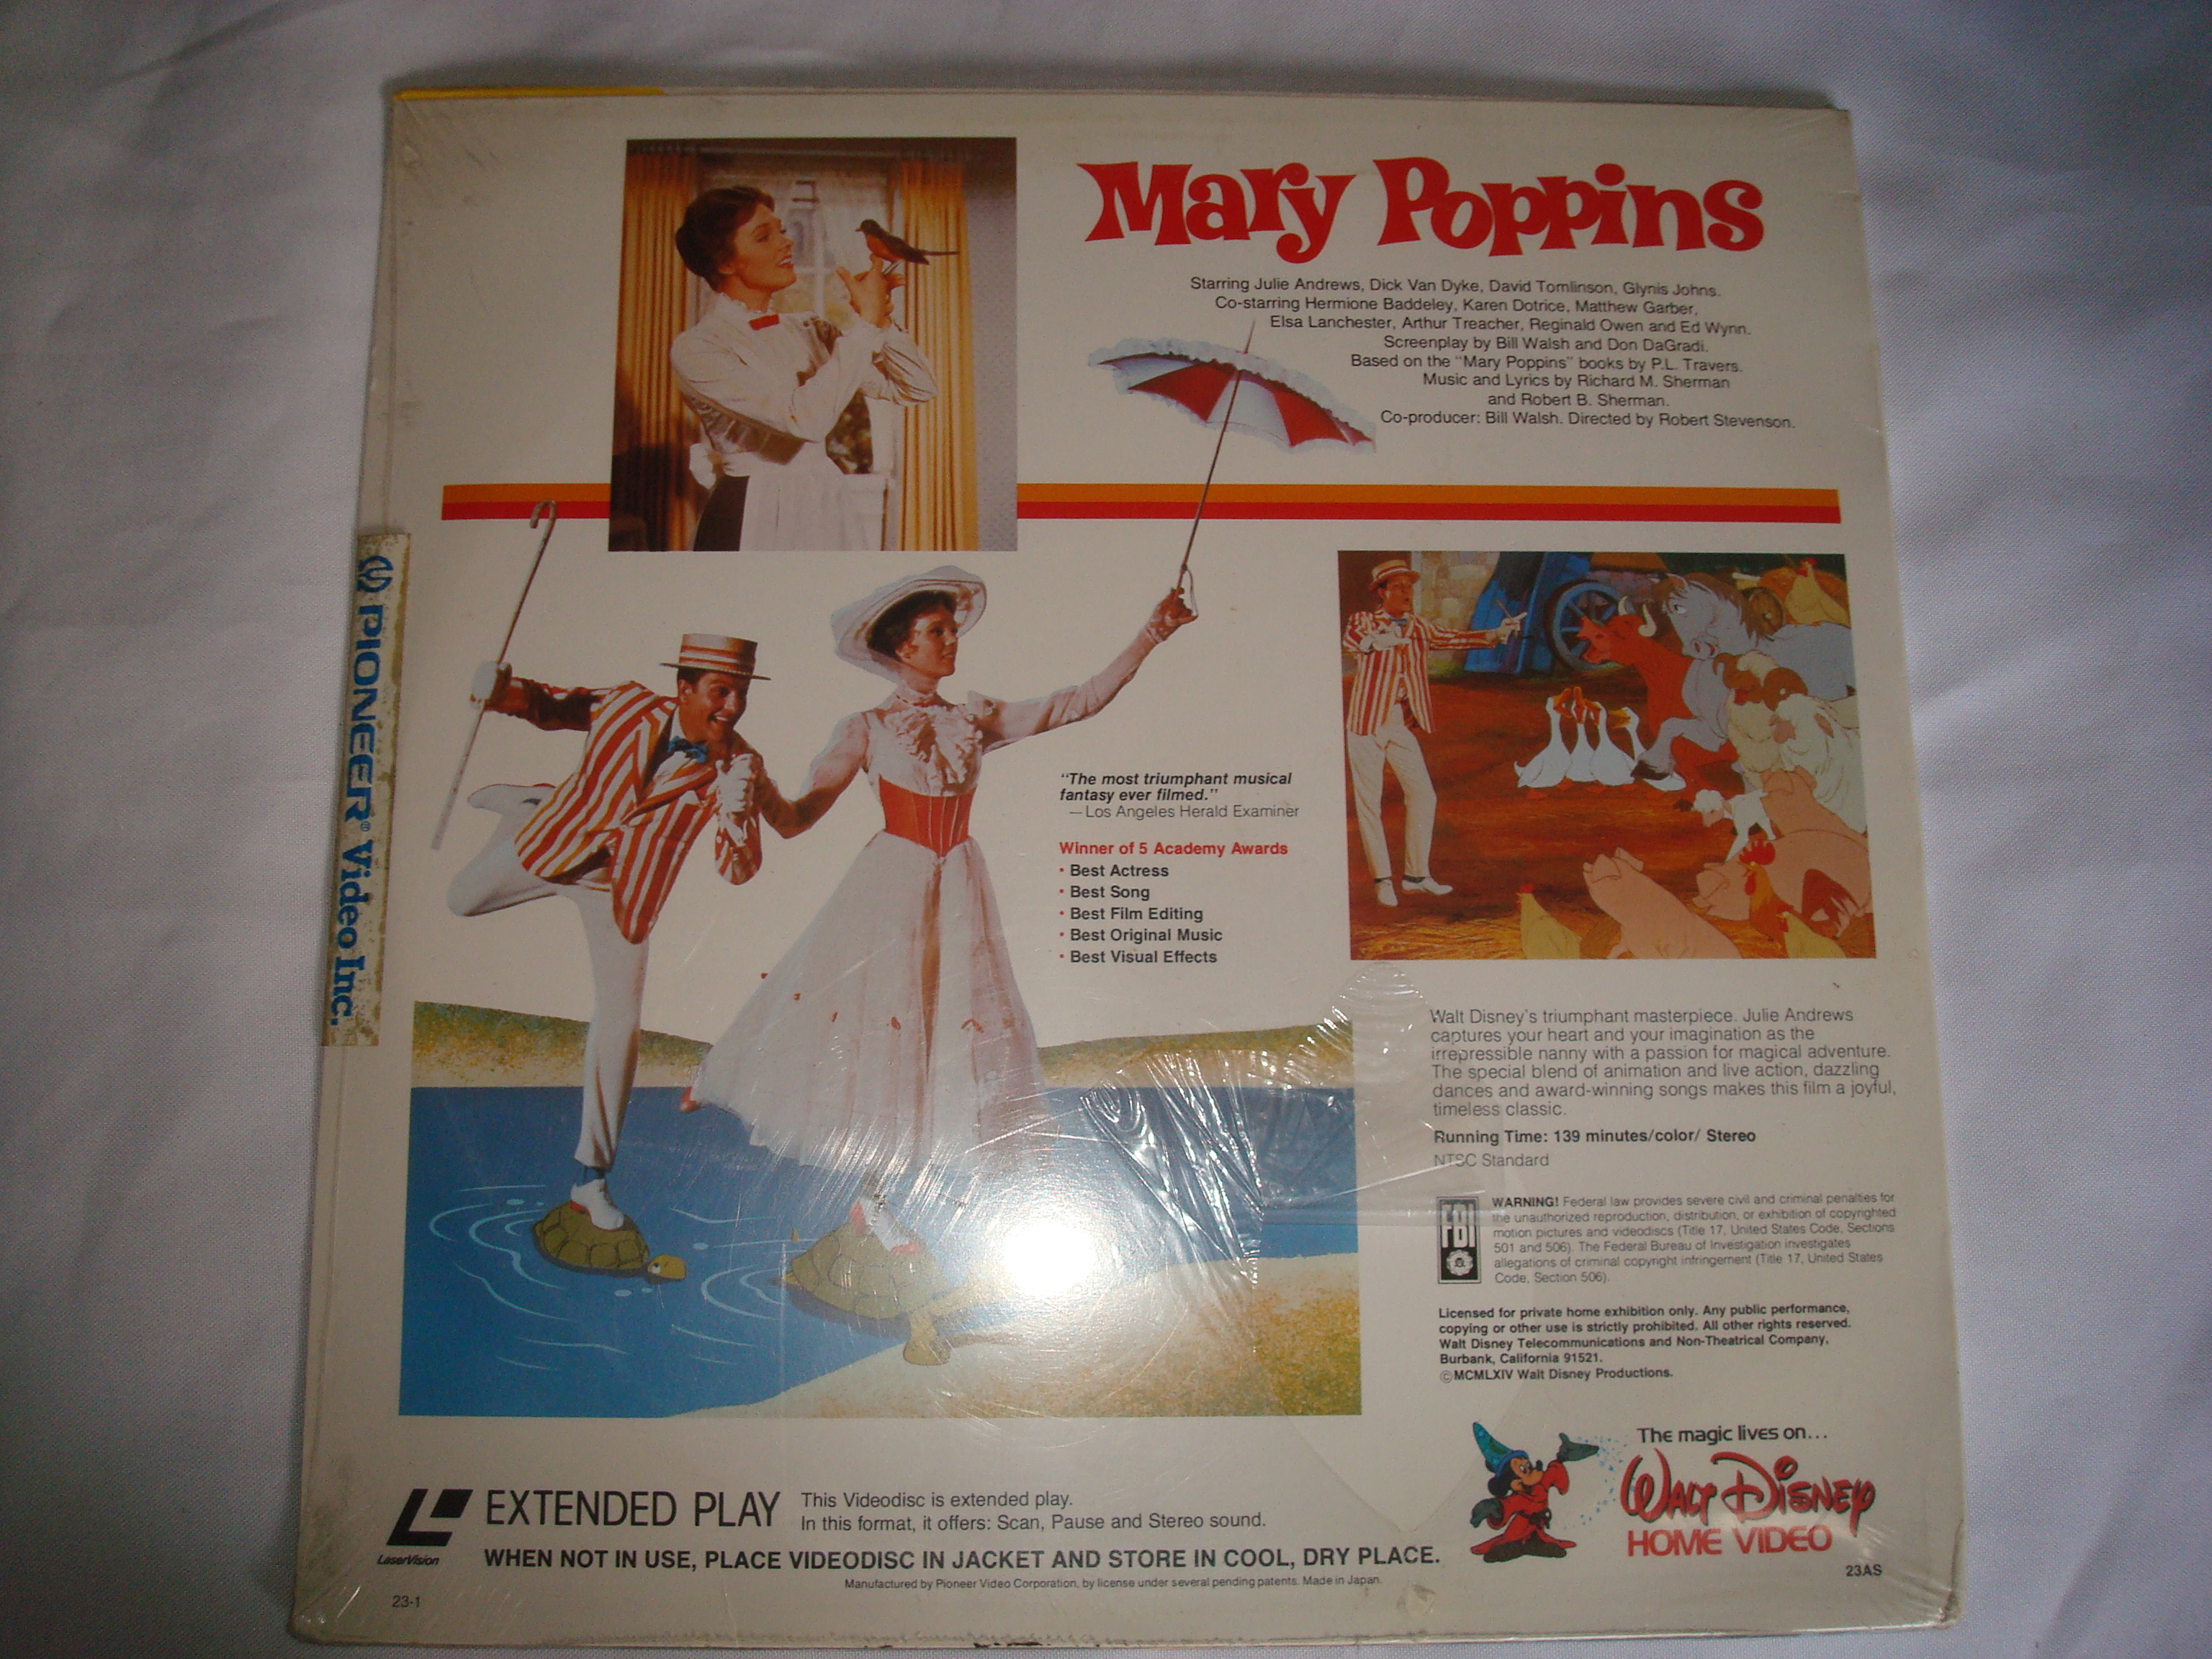 Mary Poppins
Starring Julie Andrews, Dick Van Dyke, David Tomlinson, Glynis Johns.
Co-starring Hermione Baddeley, Karen Dotrice, Matthew Garber,
Elsa Lanchester, Arthur Treacher, Reginald Owen and Ed Wynn.
Screenplay by Bill Walsh and Don DaGradi.
Based on the "Mary Poppins" books by P.L. Travers.
Music and Lyrics by Richard M. Sherman
and Robert B. Sherman.
Co-producer: Bill Walsh. Directed by Robert Stevenson.
PIONEER® Video Inc.
"The most triumphant musical
fantasy ever filmed."
— Los Angeles Herald Examiner
Winner of 5 Academy Awards
• Best Actress
• Best Song
• Best Film Editing
• Best Original Music
• Best Visual Effects
Walt Disney's triumphant masterpiece. Julie Andrews
captures your heart and your imagination as the
irrepressible nanny with a passion for magical adventure.
The special blend of animation and live action, dazzling
dances and award-winning songs makes this film a joyful,
timeless classic.
Running Time: 139 minutes/color/ Stereo
NTSC Standard
FBI
WARNING! Federal law provides severe civil and criminal penalties for
the unauthorized reproduction, distribution, or exhibition of copyrighted
motion pictures and videodiscs (Title 17, United States Code, Sections
501 and 506). The Federal Bureau of Investigation investigates
allegations of criminal copyright infringement (Title 17, United States
Code, Section 506).
Licensed for private home exhibition only. Any public performance,
copying or other use is strictly prohibited. All other rights reserved.
Walt Disney Telecommunications and Non-Theatrical Company,
Burbank, California 91521.
©MCMLXIV Walt Disney Productions.
The magic lives on...
WALT DISNEY
HOME VIDEO
23AS
LaserVision
EXTENDED PLAY
This Videodisc is extended play.
In this format, it offers: Scan, Pause and Stereo sound.
WHEN NOT IN USE, PLACE VIDEODISC IN JACKET AND STORE IN COOL, DRY PLACE.
Manufactured by Pioneer Video Corporation, by license under several pending patents. Made in Japan.
23-1